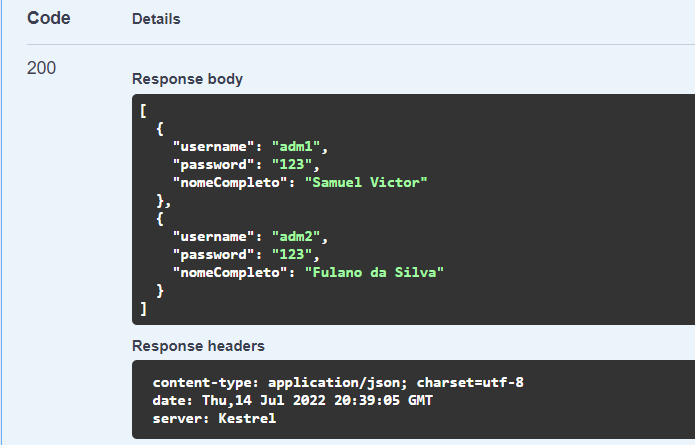 Code Details
200
Response body
[
{
"username": "adm1",
"password": "123",
"nomeCompleto": "Samuel Victor"
},
{
"username": "adm2",
"password": "123",
"nomeCompleto": "Fulano da Silva"
}
]
Response headers
content-type: application/json; charset=utf-8
date: Thu,14 Jul 2022 20:39:05 GMT
server: Kestrel